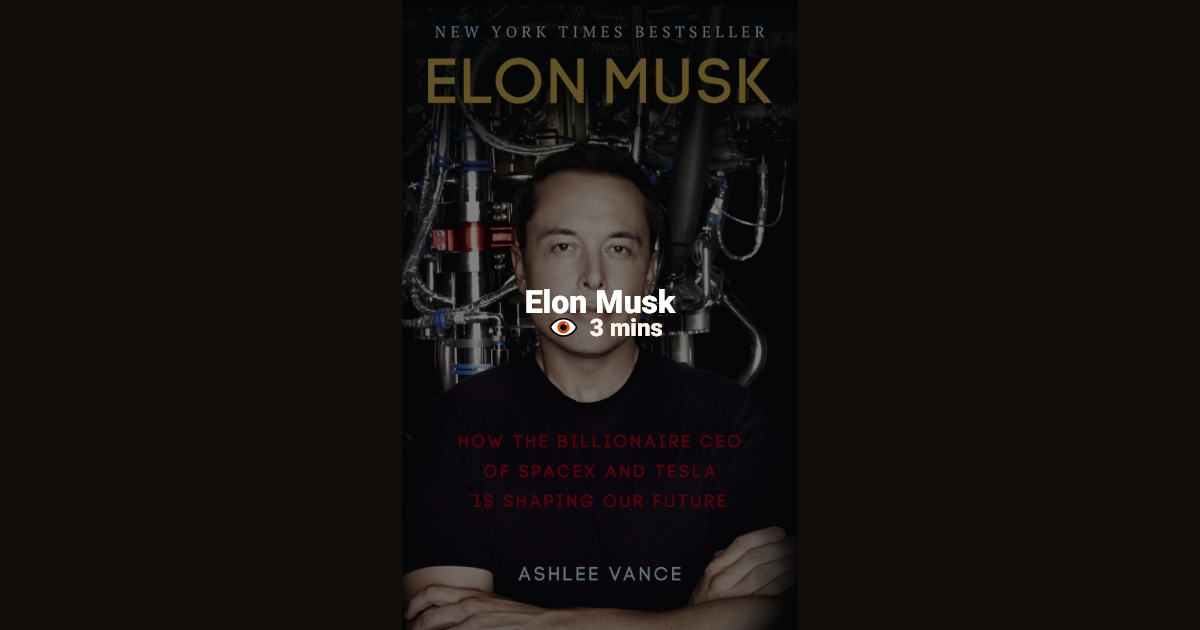 NEW YORK TIMES BESTSELLER
ELON MUSK
Elon Musk
3 mins
HOW THE BILLIONAIRE CEO
OF SPACEX AND TESLA
IS SHAPING OUR FUTURE
ASHLEE VANCE